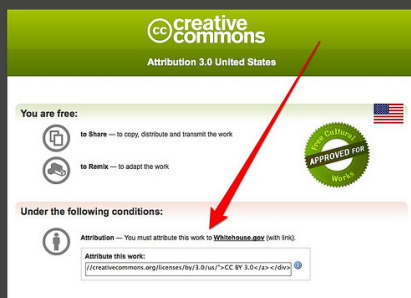 cc creative commons
Attribution 3.0 United States
You are free:
to Share — to copy, distribute and transmit the work
to Remix — to adapt the work
Free Cultural
APPROVED FOR
Works
Under the following conditions:
Attribution — You must attribute this work to Whitehouse.gov (with link).
Attribute this work:
//creativecommons.org/licenses/by/3.0/us/">CC BY 3.0</a></div>